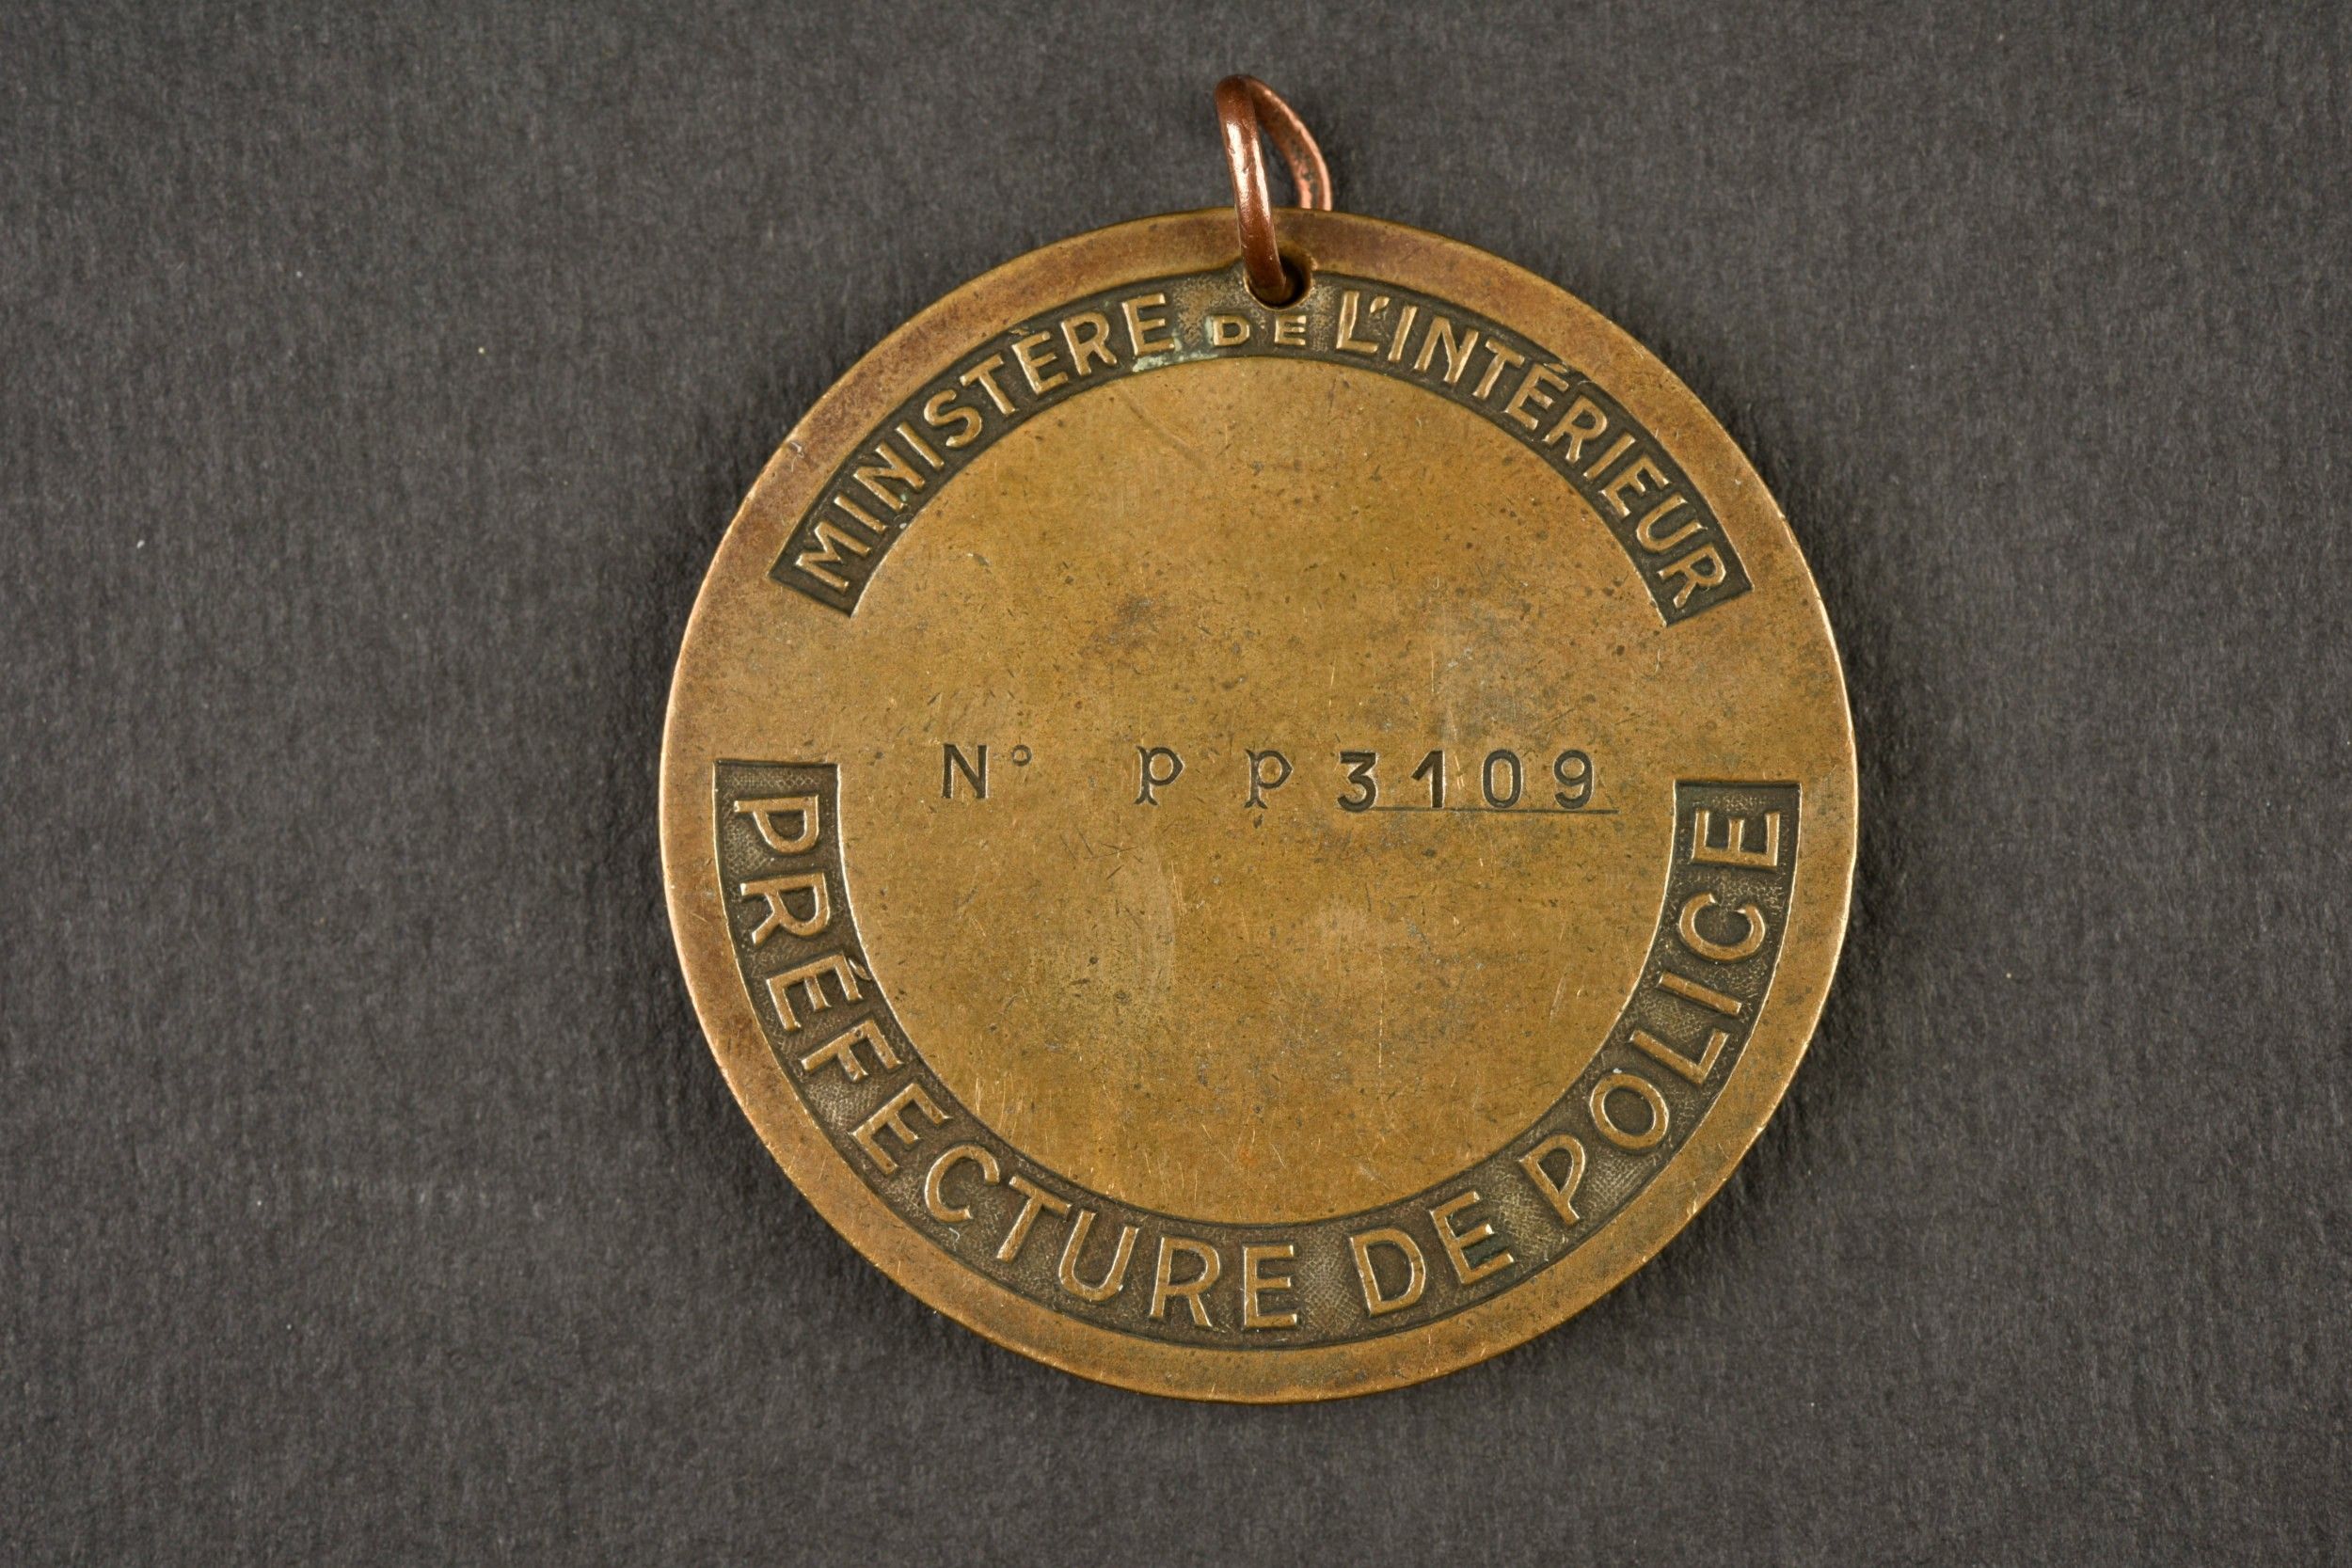 MINISTÈRE DE L'INTÉRIEUR
N° PP3109
PRÉFECTURE DE POLICE